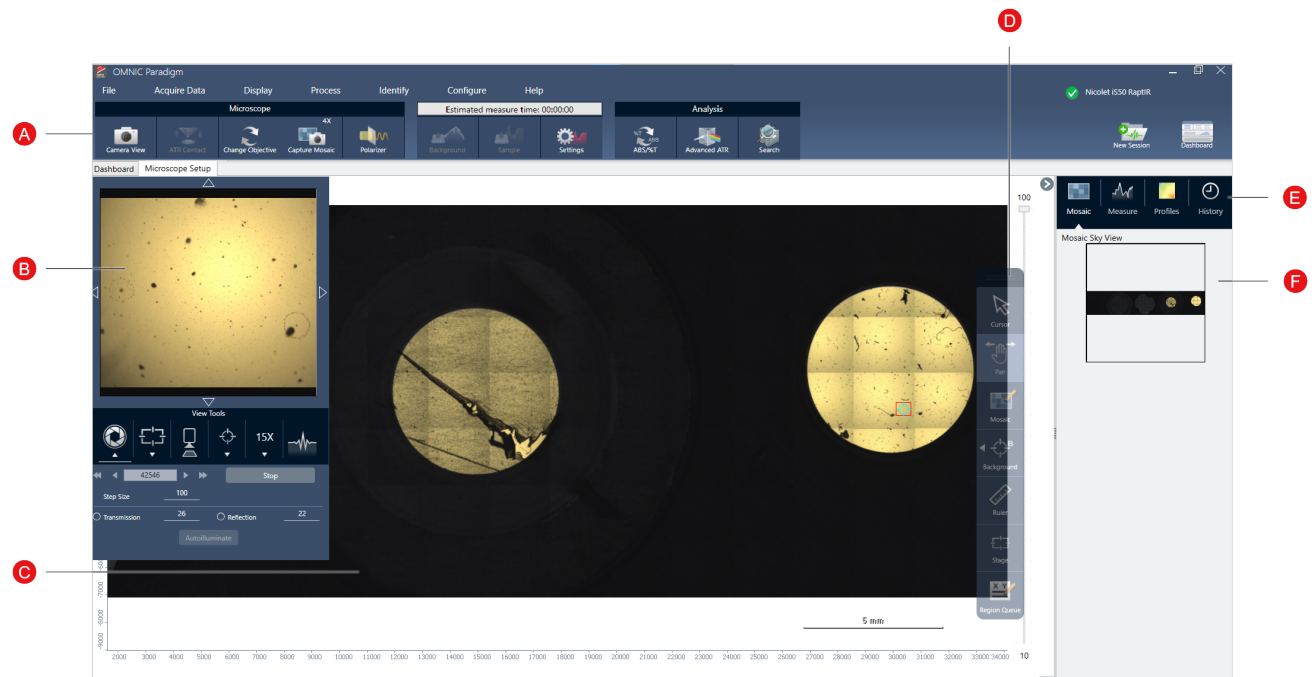 D
OMNIC Paradigm
File Acquire Data Display Process Identify Configure Help
Nicolet iS50 RaptIR
Microscope Estimated measure time: 00:00:00 Analysis
4X
%T ABS
A
Camera View ATR Contact Change Objective Capture Mosaic Polarizer Background Sample Settings ABS/%T Advanced ATR Search New Session Dashboard
Dashboard Microscope Setup
100
E
Mosaic Measure Profiles History
Mosaic Sky View
B
F
Cursor
Pan
Mosaic
B
Background
Ruler
Stage
X Y
Region Queue
View Tools
15X
42546 Stop
Step Size 100
Transmission 26 Reflection 22
Autoilluminate
C
-7000
-8000
-9000
5 mm
2000 3000 4000 5000 6000 7000 8000 9000 10000 11000 12000 13000 14000 15000 16000 17000 18000 19000 20000 21000 22000 23000 24000 25000 26000 27000 28000 29000 30000 31000 32000 33000 34000 10